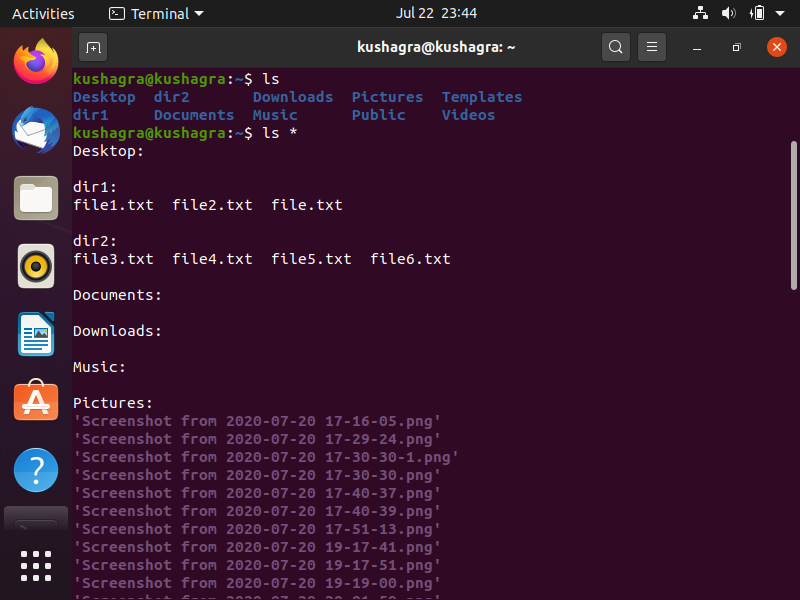 Activities Terminal Jul 22 23:44
kushagra@kushagra: ~
kushagra@kushagra:~$ ls
Desktop dir2 Downloads Pictures Templates
dir1 Documents Music Public Videos
kushagra@kushagra:~$ ls *
Desktop:
dir1:
file1.txt file2.txt file.txt
dir2:
file3.txt file4.txt file5.txt file6.txt
Documents:
Downloads:
Music:
Pictures:
'Screenshot from 2020-07-20 17-16-05.png'
'Screenshot from 2020-07-20 17-29-24.png'
'Screenshot from 2020-07-20 17-30-30-1.png'
'Screenshot from 2020-07-20 17-30-30.png'
'Screenshot from 2020-07-20 17-40-37.png'
'Screenshot from 2020-07-20 17-40-39.png'
'Screenshot from 2020-07-20 17-51-13.png'
'Screenshot from 2020-07-20 19-17-41.png'
'Screenshot from 2020-07-20 19-17-51.png'
'Screenshot from 2020-07-20 19-19-00.png'
'Screenshot from 2020-07-20